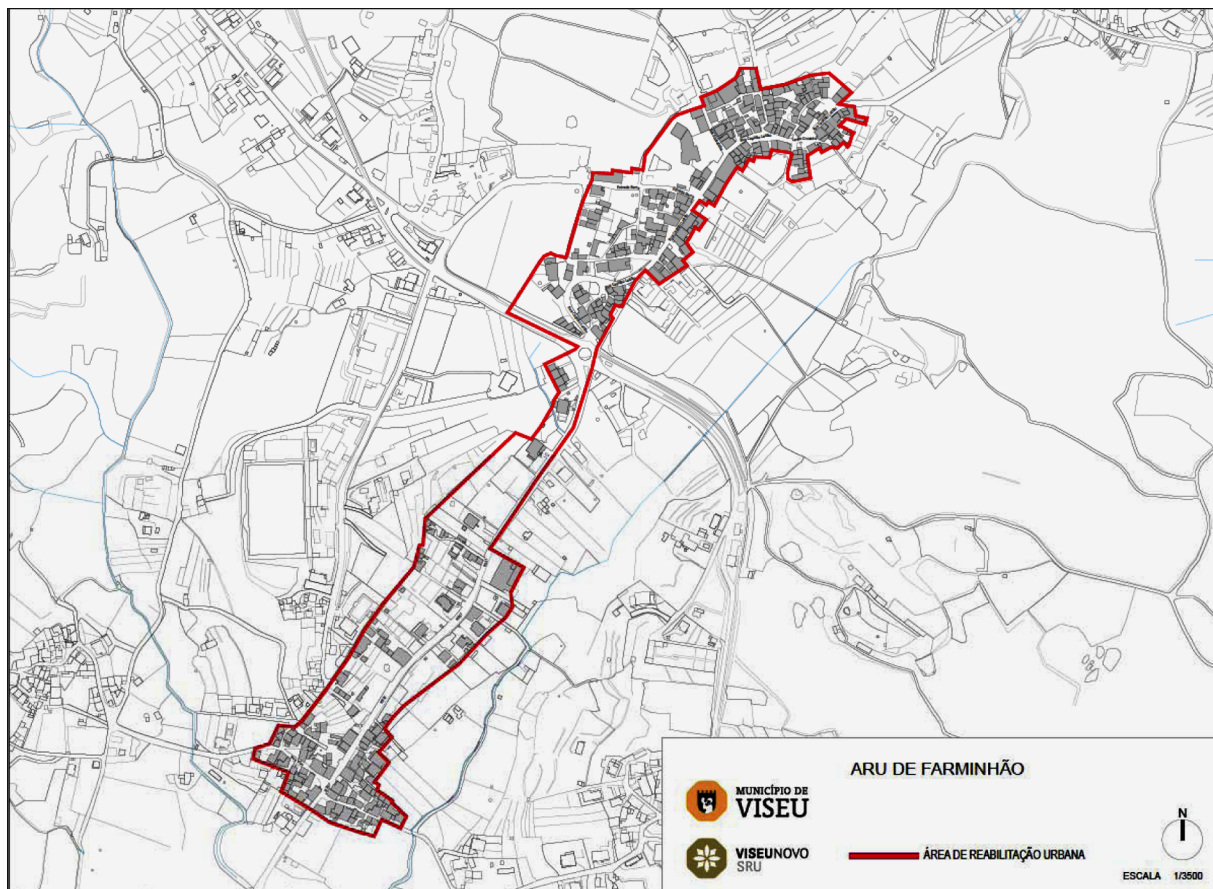 ARU DE FARMINHÃO
MUNICÍPIO DE
VISEU
VISEUNOVO
SRU
ÁREA DE REABILITAÇÃO URBANA
N
ESCALA 1/3500